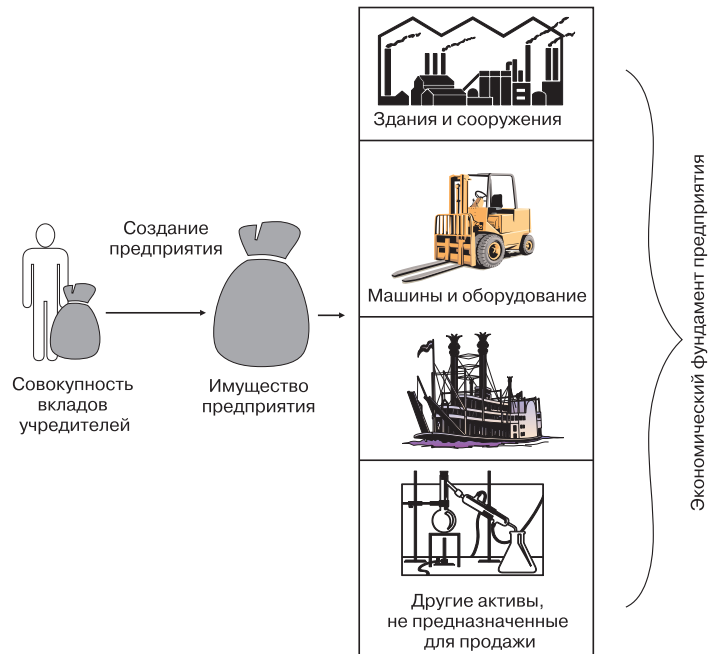 Совокупность
вкладов
учредителей
Создание
предприятия
Имущество
предприятия
Здания и сооружения
Машины и оборудование
Другие активы,
не предназначенные
для продажи
Экономический фундамент предприятия